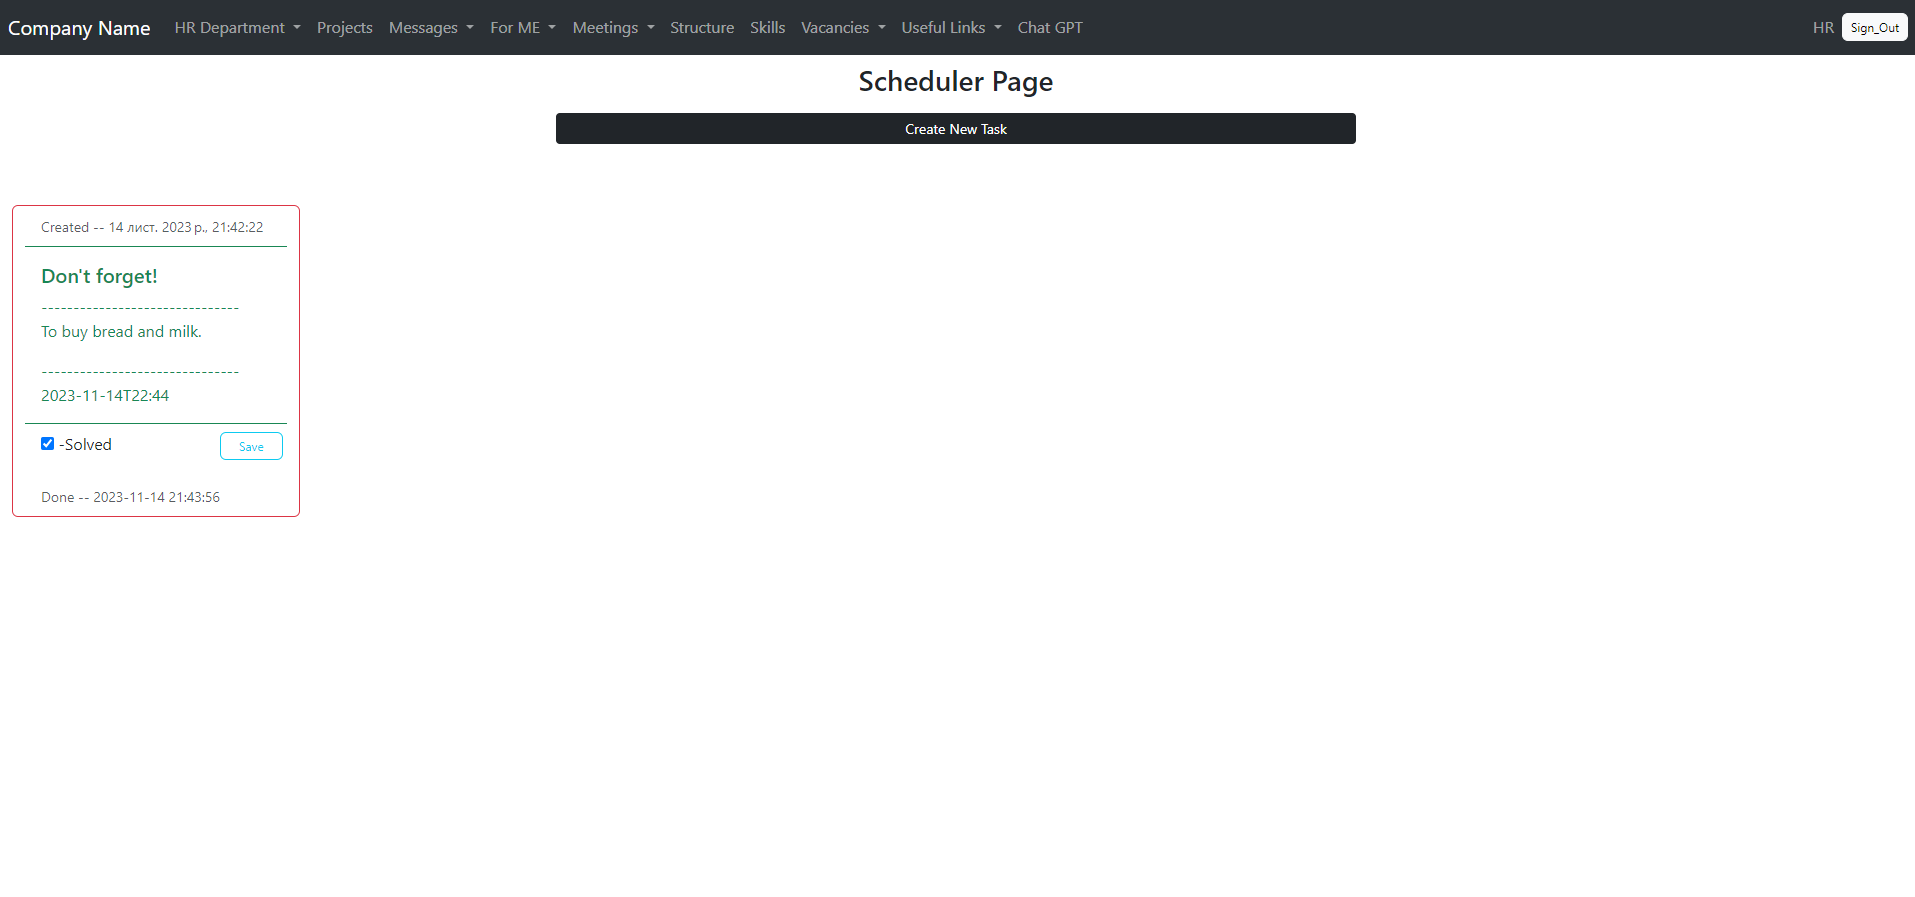 Company Name HR Department Projects Messages For ME Meetings Structure Skills Vacancies Useful Links Chat GPT HR Sign_Out
Scheduler Page
Create New Task
Created -- 14 лист. 2023 р., 21:42:22
Don't forget!
-------------------------------
To buy bread and milk.
-------------------------------
2023-11-14T22:44
-Solved Save
Done -- 2023-11-14 21:43:56